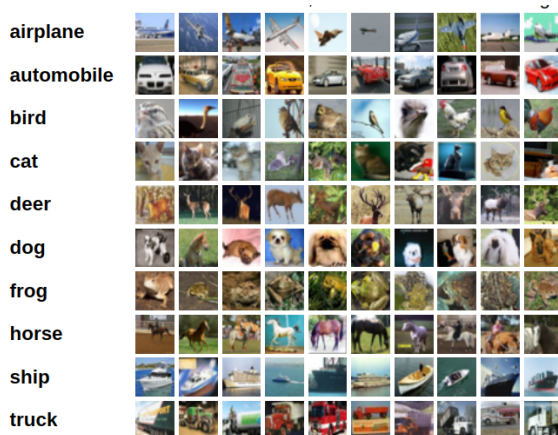 airplane
automobile
bird
cat
deer
dog
frog
horse
ship
truck